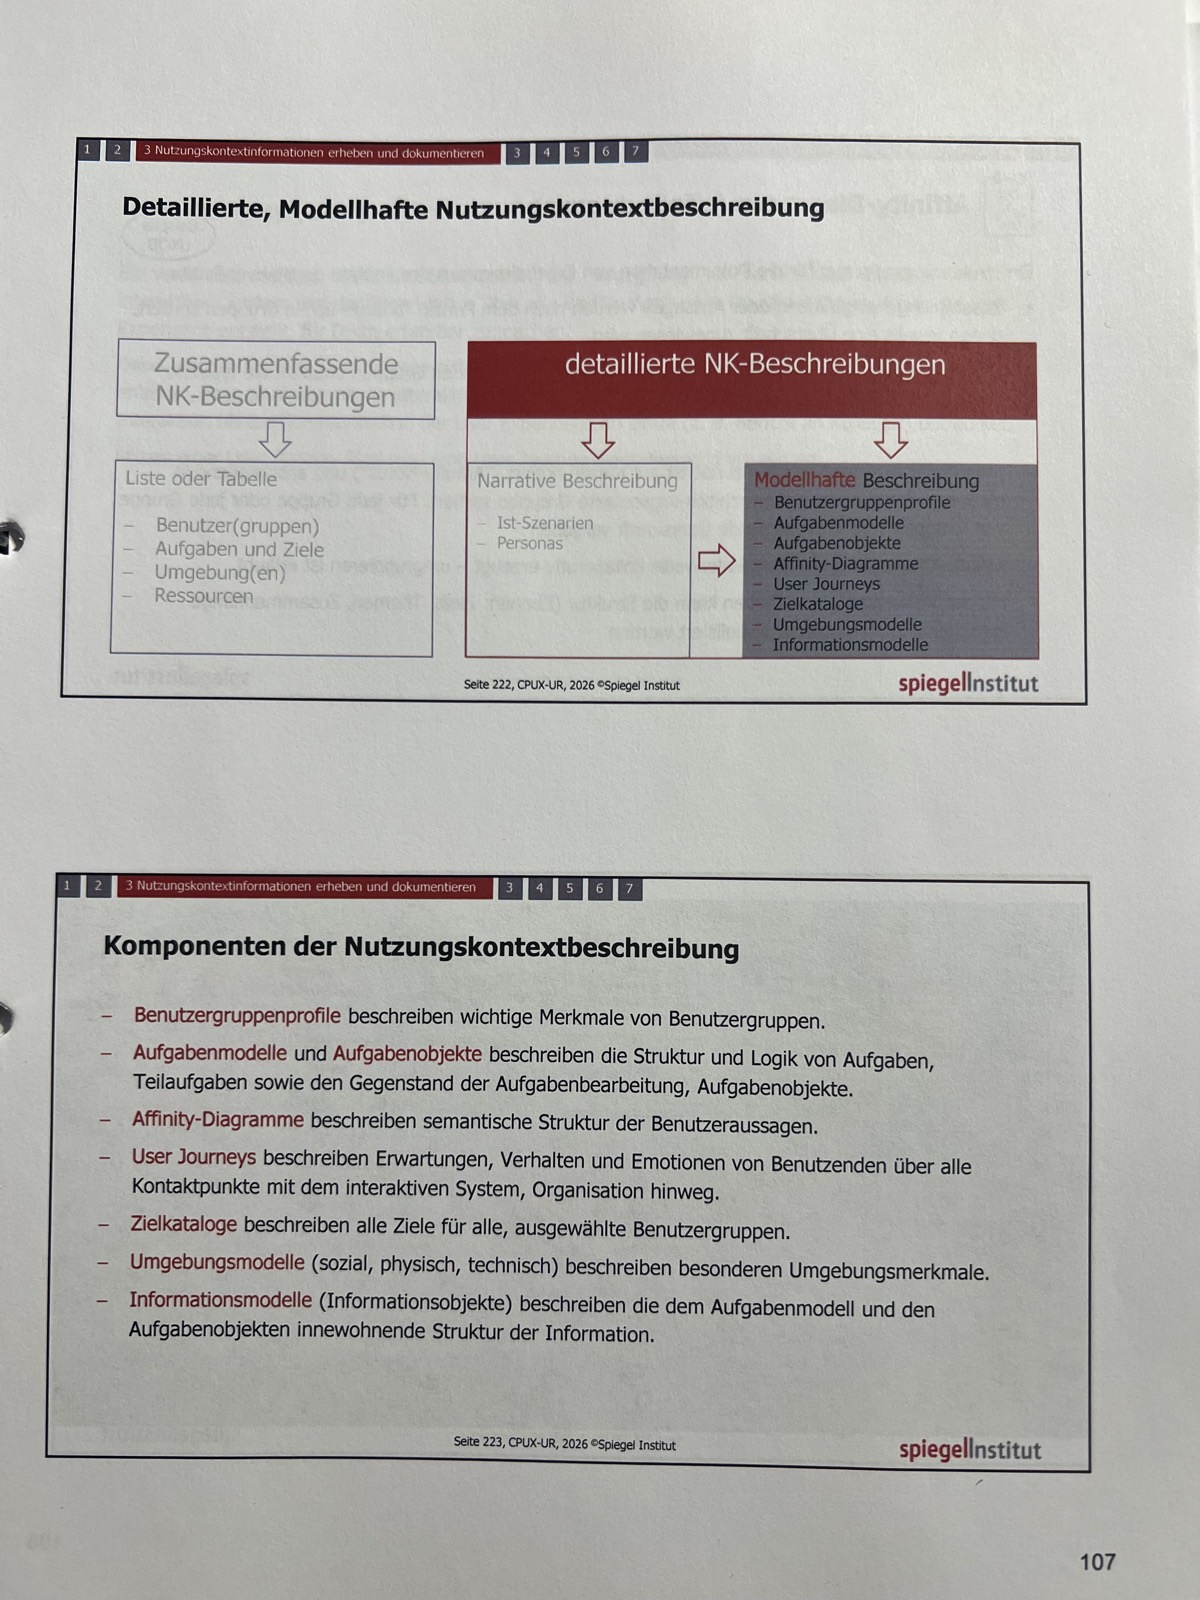 1 2 3 Nutzungskontextinformationen erheben und dokumentieren 3 4 5 6 7
Detaillierte, Modellhafte Nutzungskontextbeschreibung
Zusammenfassende
NK-Beschreibungen
Liste oder Tabelle
– Benutzer(gruppen)
– Aufgaben und Ziele
– Umgebung(en)
– Ressourcen
detaillierte NK-Beschreibungen
Narrative Beschreibung
– Ist-Szenarien
– Personas
Modellhafte Beschreibung
– Benutzergruppenprofile
– Aufgabenmodelle
– Aufgabenobjekte
– Affinity-Diagramme
– User Journeys
– Zielkataloge
– Umgebungsmodelle
– Informationsmodelle
Seite 222, CPUX-UR, 2026 ©Spiegel Institut
spiegelInstitut
1 2 3 Nutzungskontextinformationen erheben und dokumentieren 3 4 5 6 7
Komponenten der Nutzungskontextbeschreibung
– Benutzergruppenprofile beschreiben wichtige Merkmale von Benutzergruppen.
– Aufgabenmodelle und Aufgabenobjekte beschreiben die Struktur und Logik von Aufgaben,
Teilaufgaben sowie den Gegenstand der Aufgabenbearbeitung, Aufgabenobjekte.
– Affinity-Diagramme beschreiben semantische Struktur der Benutzeraussagen.
– User Journeys beschreiben Erwartungen, Verhalten und Emotionen von Benutzenden über alle
Kontaktpunkte mit dem interaktiven System, Organisation hinweg.
– Zielkataloge beschreiben alle Ziele für alle, ausgewählte Benutzergruppen.
– Umgebungsmodelle (sozial, physisch, technisch) beschreiben besonderen Umgebungsmerkmale.
– Informationsmodelle (Informationsobjekte) beschreiben die dem Aufgabenmodell und den
Aufgabenobjekten innewohnende Struktur der Information.
Seite 223, CPUX-UR, 2026 ©Spiegel Institut
spiegelInstitut
107